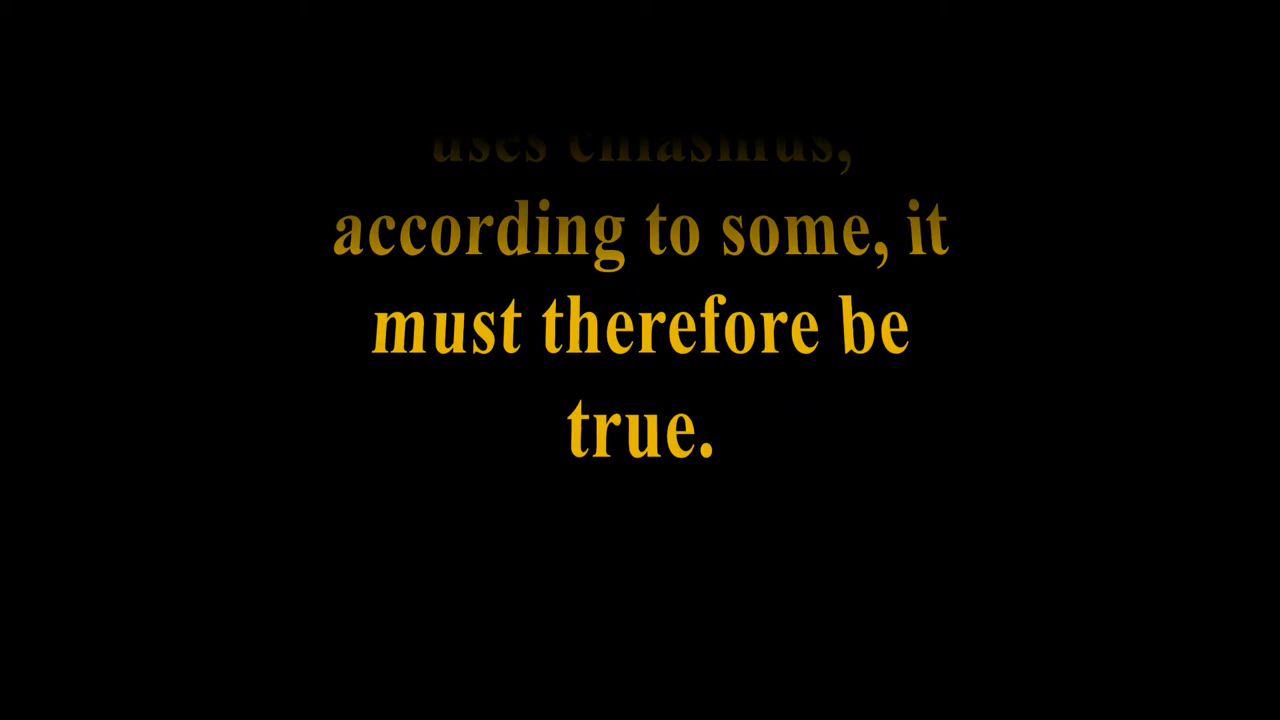 uses chiasmus,
according to some, it
must therefore be
true.